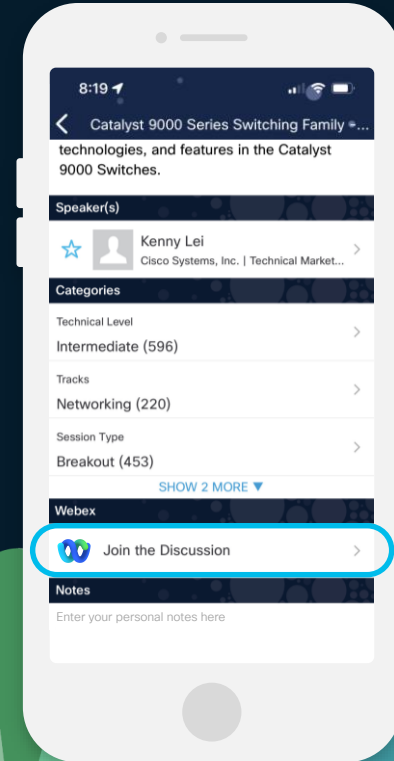 8:19
Catalyst 9000 Series Switching Family -...
technologies, and features in the Catalyst
9000 Switches.
Speaker(s)
Kenny Lei
Cisco Systems, Inc. | Technical Market...
Categories
Technical Level
Intermediate (596)
Tracks
Networking (220)
Session Type
Breakout (453)
SHOW 2 MORE ▼
Webex
Join the Discussion
Notes
Enter your personal notes here